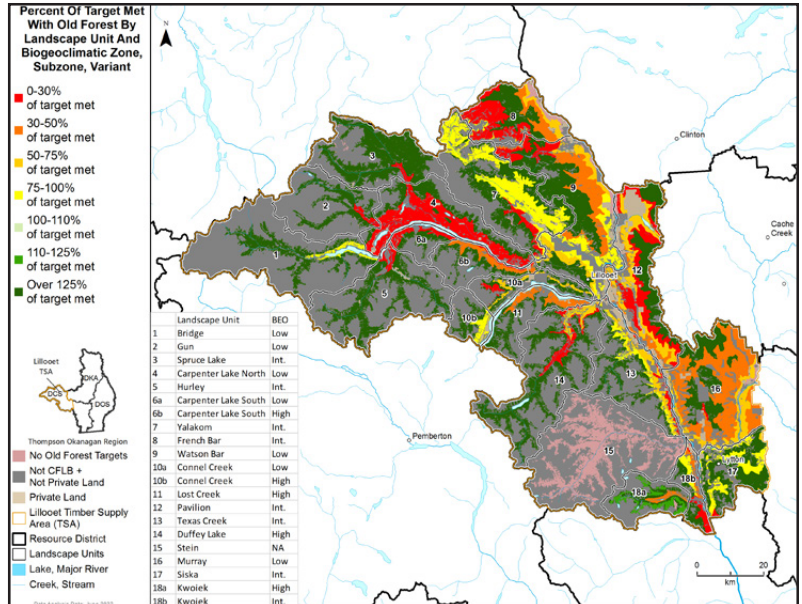 Percent Of Target Met
With Old Forest By
Landscape Unit And
Biogeoclimatic Zone,
Subzone, Variant
0-30%
of target met
30-50%
of target met
50-75%
of target met
75-100%
of target met
100-110%
of target met
110-125%
of target met
Over 125%
of target met
Lillooet
TSA
DKA
DCS
DOS
Thompson Okanagan Region
No Old Forest Targets
Not CFLB +
Not Private Land
Private Land
Lillooet Timber Supply
Area (TSA)
Resource District
Landscape Units
Lake, Major River
Creek, Stream
Landscape Unit BEO
1 Bridge Low
2 Gun Low
3 Spruce Lake Int.
4 Carpenter Lake North Low
5 Hurley Int.
6a Carpenter Lake South Low
6b Carpenter Lake South High
7 Yalakom Int.
8 French Bar Int.
9 Watson Bar Low
10a Connel Creek Low
10b Connel Creek High
11 Lost Creek High
12 Pavilion Int.
13 Texas Creek Int.
14 Duffey Lake High
15 Stein NA
16 Murray Low
17 Siska Int.
18a Kwoiek High
18b Kwoiek Int.
N
8
Clinton
3
9
7
2
4
Cache
Creek
6a
1
6b
12
Lillooet
10a
5
11
10b
14
13
16
Pemberton
15
Lytton
17
18b
18a
0 10 20
km